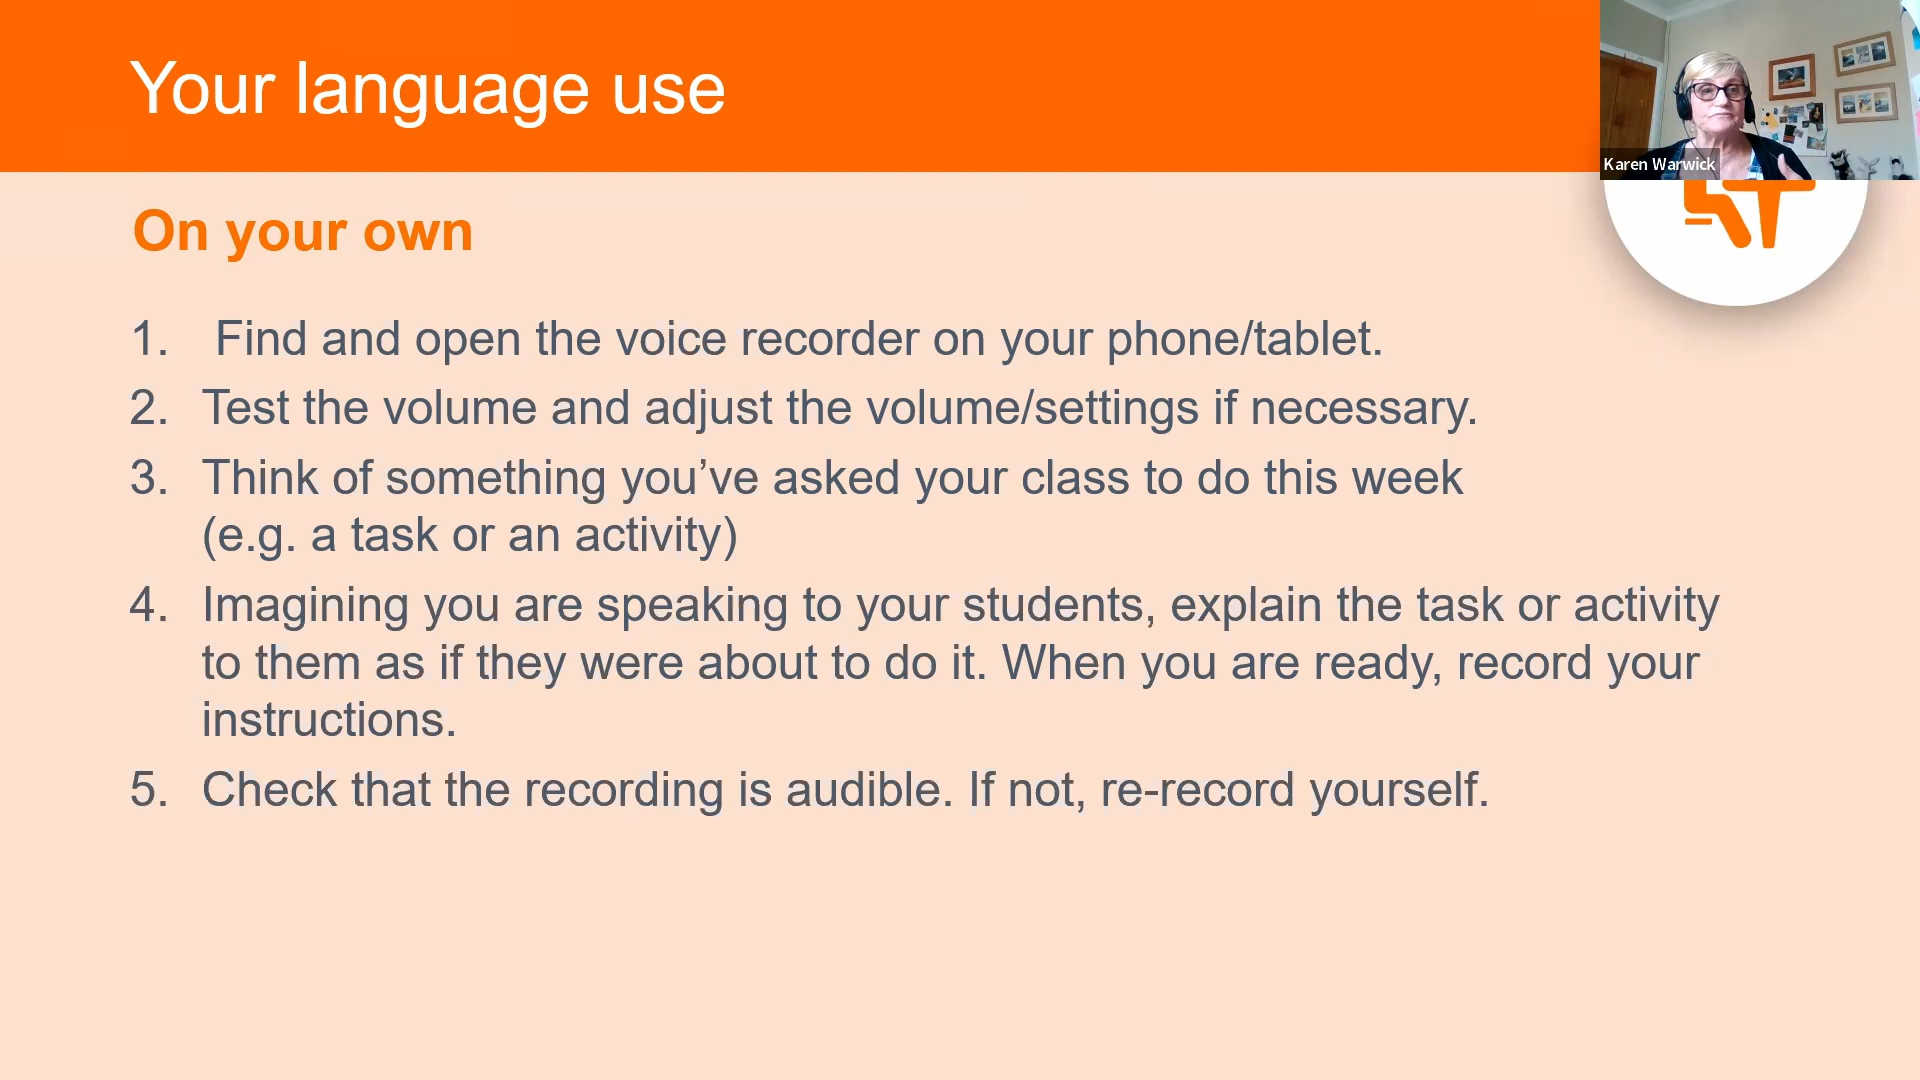 Your language use
Karen Warwick
On your own
1. Find and open the voice recorder on your phone/tablet.
2. Test the volume and adjust the volume/settings if necessary.
3. Think of something you’ve asked your class to do this week
(e.g. a task or an activity)
4. Imagining you are speaking to your students, explain the task or activity
to them as if they were about to do it. When you are ready, record your
instructions.
5. Check that the recording is audible. If not, re-record yourself.